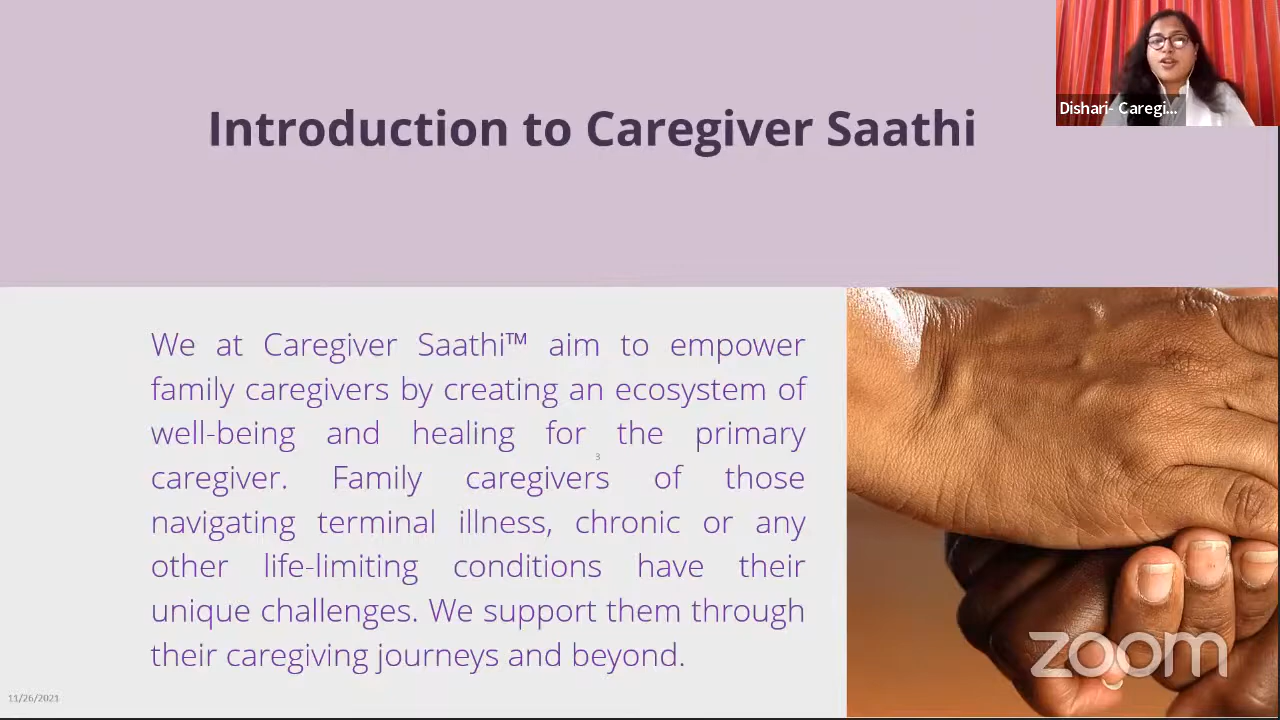 Introduction to Caregiver Saathi
Dishari- Caregi...
We at Caregiver Saathi™ aim to empower
family caregivers by creating an ecosystem of
well-being and healing for the primary
caregiver. Family caregivers of those
navigating terminal illness, chronic or any
other life-limiting conditions have their
unique challenges. We support them through
their caregiving journeys and beyond.
3
zoom
11/26/2021